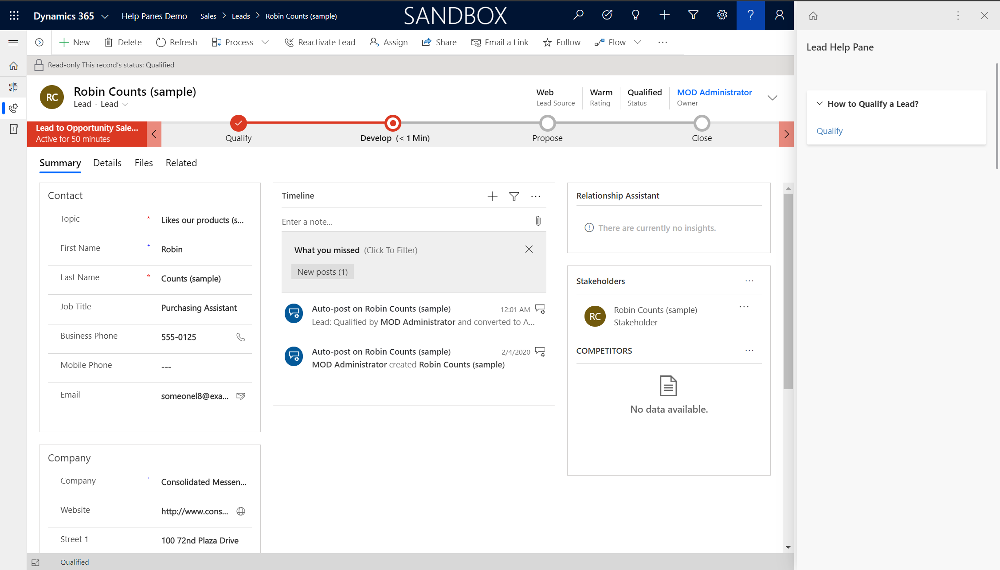 Dynamics 365 Help Panes Demo Sales Leads Robin Counts (sample) SANDBOX
New Delete Refresh Process Reactivate Lead Assign Share Email a Link Follow Flow
Read-only This record's status: Qualified
RC
Robin Counts (sample)
Lead · Lead
Web
Lead Source
Warm
Rating
Qualified
Status
MOD Administrator
Owner
Lead to Opportunity Sale...
Active for 50 minutes
Qualify
Develop (< 1 Min)
Propose
Close
Summary Details Files Related
Contact
Topic * Likes our products (s...
First Name + Robin
Last Name * Counts (sample)
Job Title Purchasing Assistant
Business Phone 555-0125
Mobile Phone ---
Email someonel8@exa...
Company
Company + Consolidated Messen...
Website http://www.cons...
Street 1 100 72nd Plaza Drive
Timeline
Enter a note...
What you missed (Click To Filter)
New posts (1)
Auto-post on Robin Counts (sample) 12:01 AM
Lead: Qualified by MOD Administrator and converted to A...
Auto-post on Robin Counts (sample) 2/4/2020
MOD Administrator created Robin Counts (sample)
Relationship Assistant
There are currently no insights.
Stakeholders
RC
Robin Counts (sample)
Stakeholder
COMPETITORS
No data available.
Qualified
Lead Help Pane
How to Qualify a Lead?
Qualify